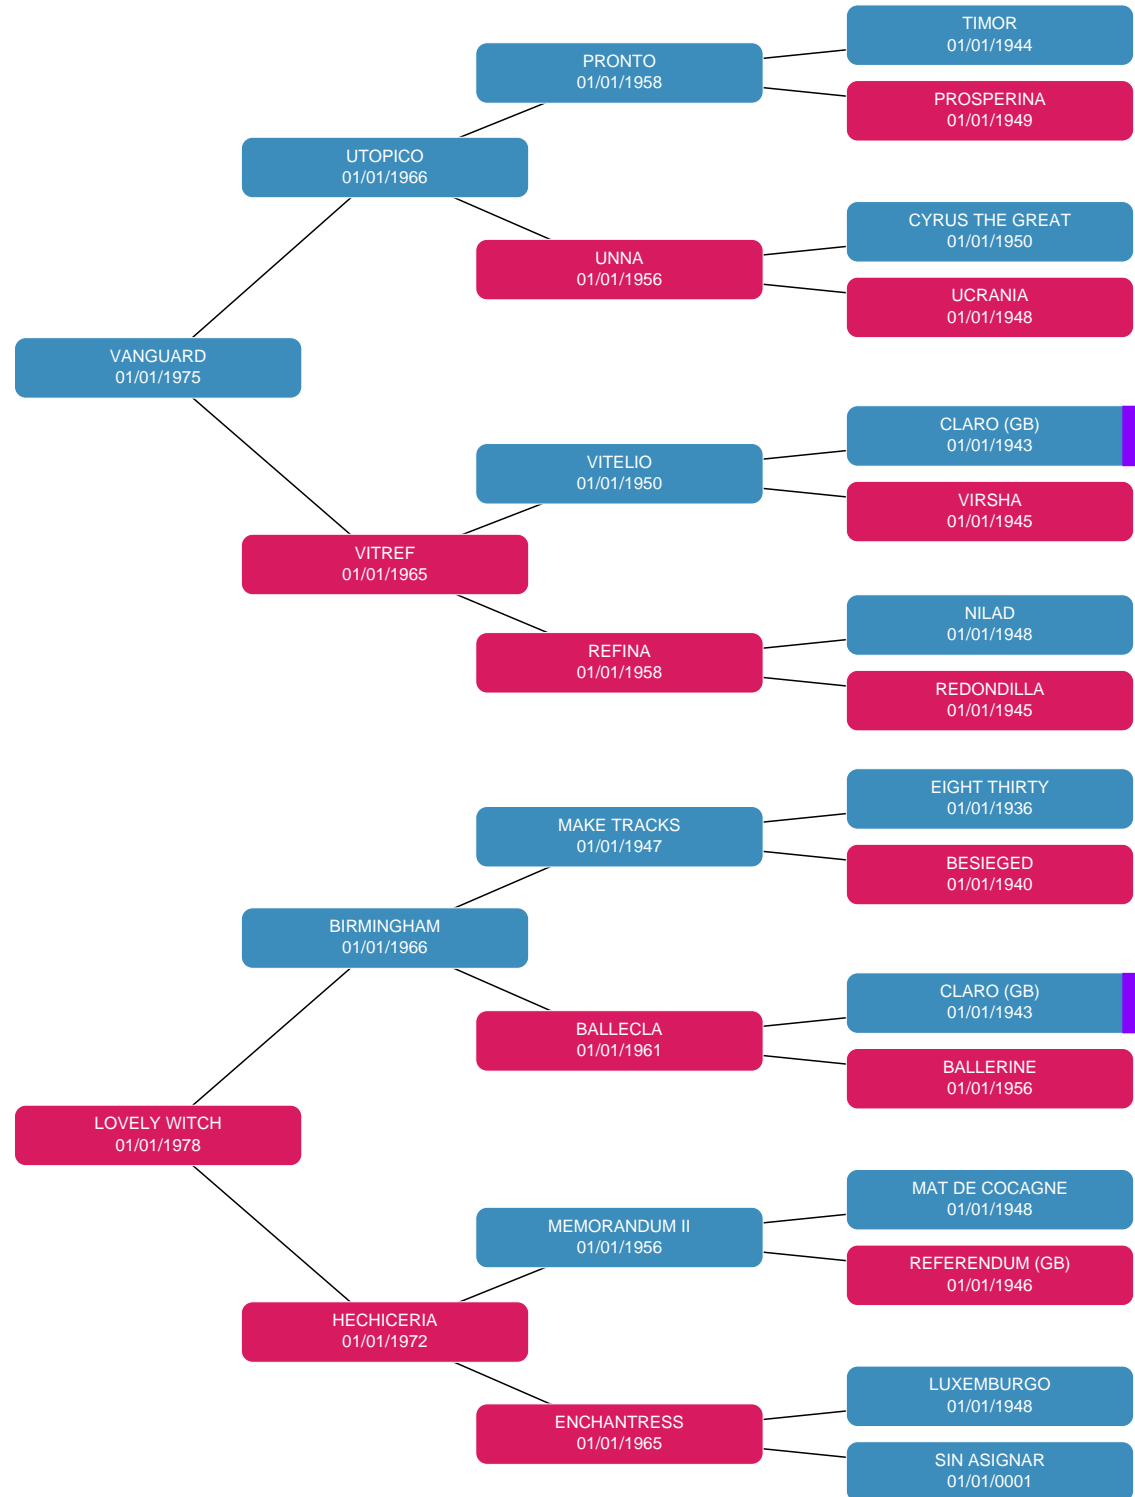 TIMOR
01/01/1944
PRONTO
01/01/1958
PROSPERINA
01/01/1949
UTOPICO
01/01/1966
CYRUS THE GREAT
01/01/1950
UNNA
01/01/1956
UCRANIA
01/01/1948
VANGUARD
01/01/1975
CLARO (GB)
01/01/1943
VITELIO
01/01/1950
VIRSHA
01/01/1945
VITREF
01/01/1965
NILAD
01/01/1948
REFINA
01/01/1958
REDONDILLA
01/01/1945
EIGHT THIRTY
01/01/1936
MAKE TRACKS
01/01/1947
BESIEGED
01/01/1940
BIRMINGHAM
01/01/1966
CLARO (GB)
01/01/1943
BALLECLA
01/01/1961
BALLERINE
01/01/1956
LOVELY WITCH
01/01/1978
MAT DE COCAGNE
01/01/1948
MEMORANDUM II
01/01/1956
REFERENDUM (GB)
01/01/1946
HECHICERIA
01/01/1972
LUXEMBURGO
01/01/1948
ENCHANTRESS
01/01/1965
SIN ASIGNAR
01/01/0001